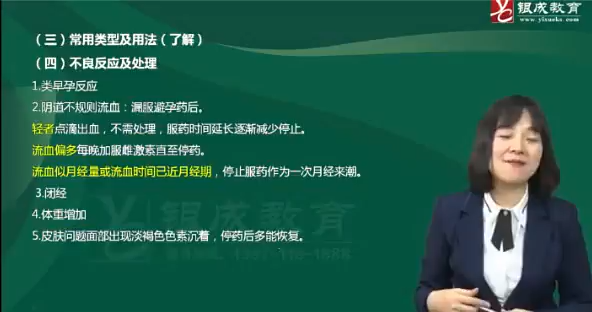 银成教育
www.yixueks.com
（三）常用类型及用法（了解）
（四）不良反应及处理
1.类早孕反应
2.阴道不规则流血：漏服避孕药后。
轻者点滴出血，不需处理，服药时间延长逐渐减少停止。
流血偏多每晚加服雌激素直至停药。
流血似月经量或流血时间已近月经期，停止服药作为一次月经来潮。
3.闭经
4.体重增加
银成教育
5.皮肤问题面部出现淡褐色色素沉着，停药后多能恢复。